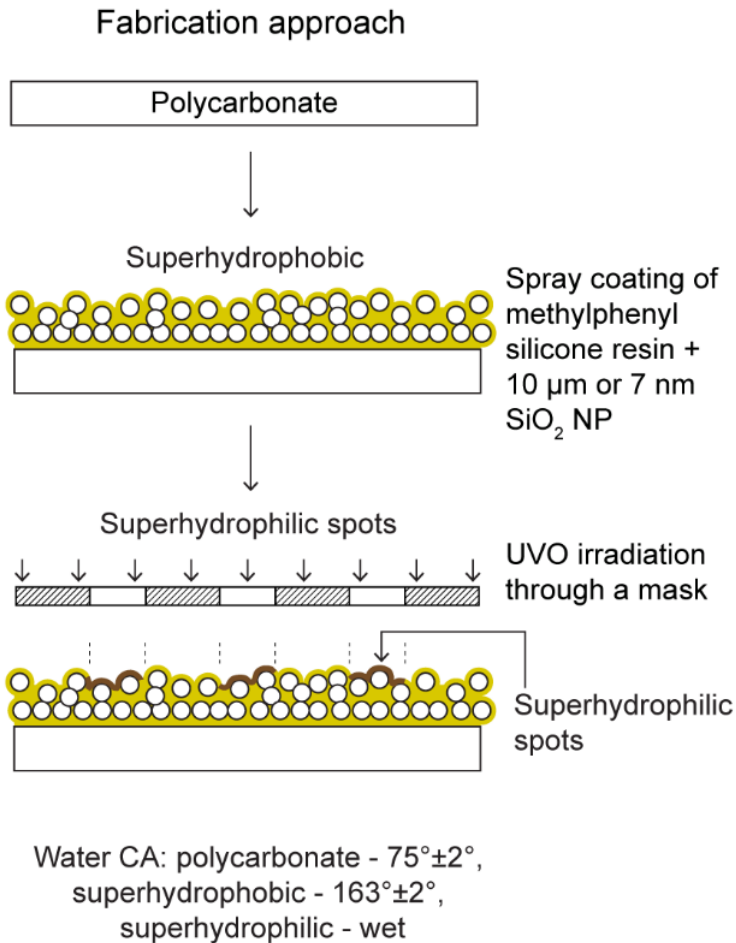 Fabrication approach
Polycarbonate
Superhydrophobic
Spray coating of
methylphenyl
silicone resin +
10 µm or 7 nm
SiO₂ NP
Superhydrophilic spots
UVO irradiation
through a mask
Superhydrophilic
spots
Water CA: polycarbonate - 75°±2°,
superhydrophobic - 163°±2°,
superhydrophilic - wet